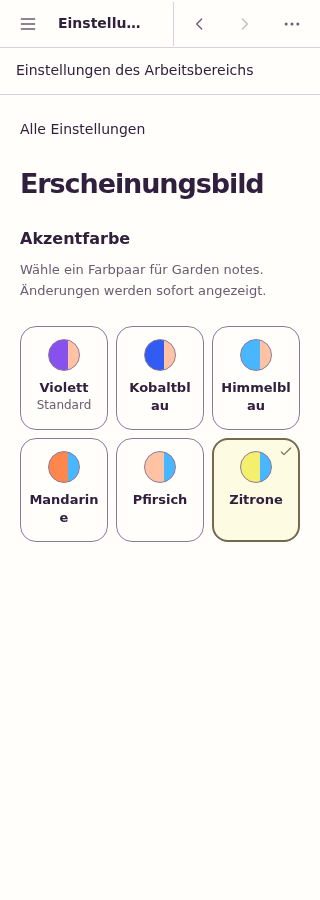 Einstellu…
Einstellungen des Arbeitsbereichs
Alle Einstellungen
Erscheinungsbild
Akzentfarbe
Wähle ein Farbpaar für Garden notes.
Änderungen werden sofort angezeigt.
Violett
Standard
Kobaltbl
au
Himmelbl
au
Mandarin
e
Pfirsich
Zitrone